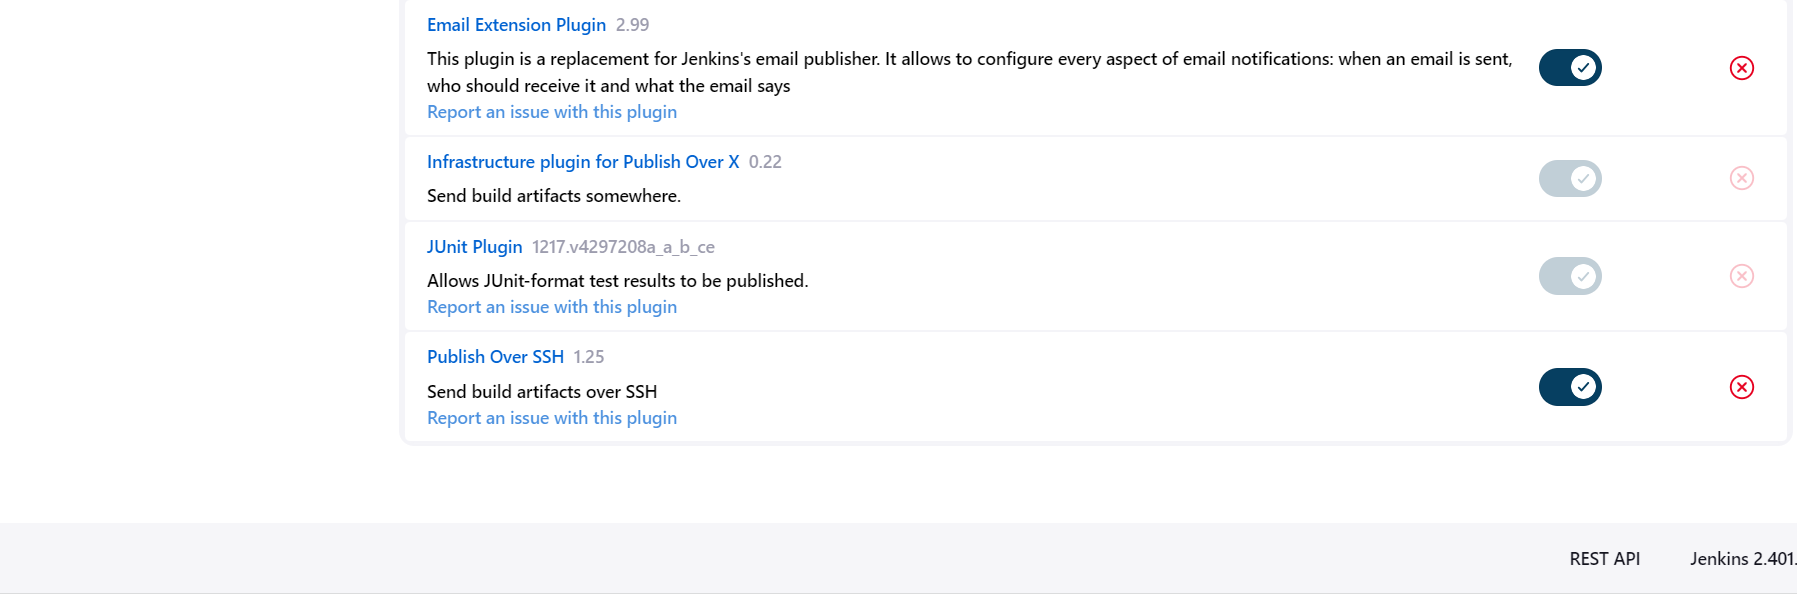 Email Extension Plugin 2.99
This plugin is a replacement for Jenkins's email publisher. It allows to configure every aspect of email notifications: when an email is sent,
who should receive it and what the email says
Report an issue with this plugin
Infrastructure plugin for Publish Over X 0.22
Send build artifacts somewhere.
JUnit Plugin 1217.v4297208a_a_b_ce
Allows JUnit-format test results to be published.
Report an issue with this plugin
Publish Over SSH 1.25
Send build artifacts over SSH
Report an issue with this plugin
REST API Jenkins 2.401.